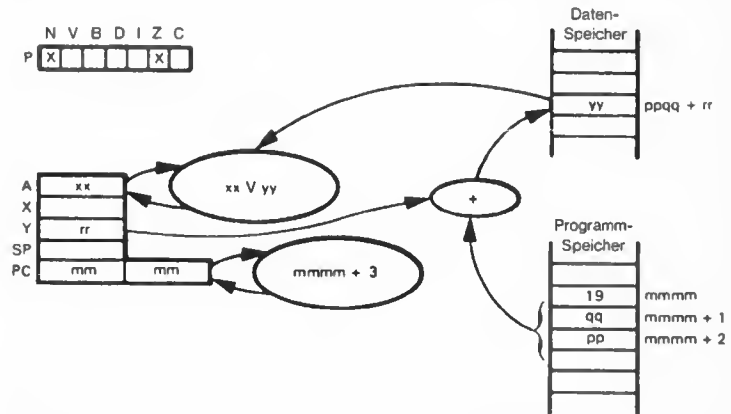 N V B D I Z C
P X X
Daten-
Speicher
yy ppqq + rr
A xx
xx V yy
X
Y rr
+
SP
PC mm mm
mmmm + 3
Programm-
Speicher
19 mmmm
qq mmmm + 1
pp mmmm + 2